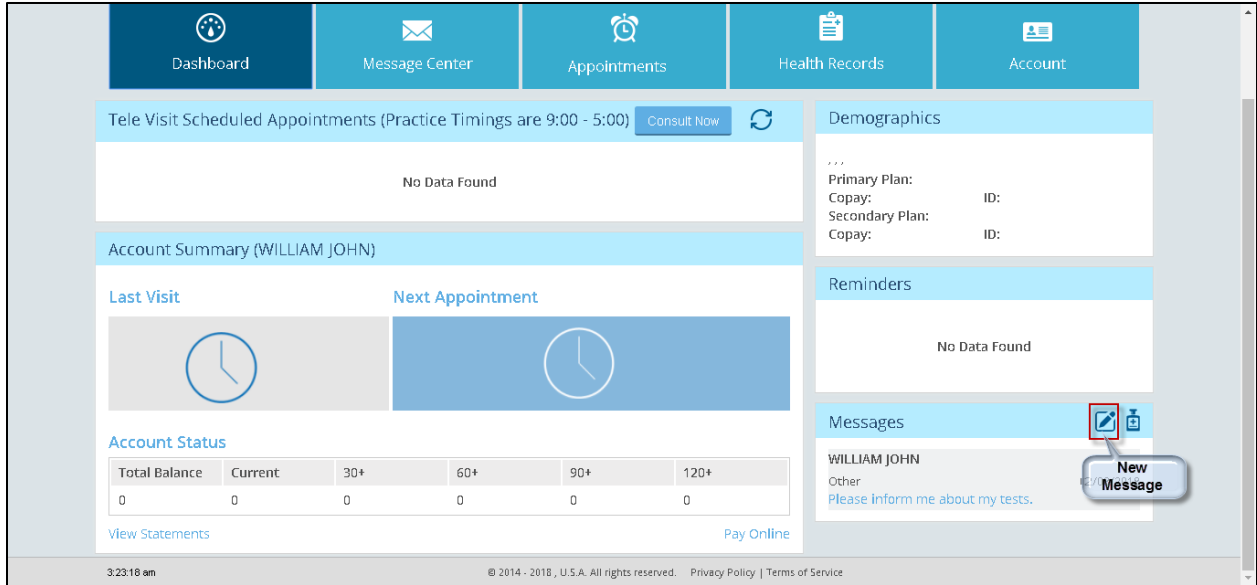 Dashboard
Message Center
Appointments
Health Records
Account
Tele Visit Scheduled Appointments (Practice Timings are 9:00 - 5:00) Consult Now
No Data Found
Account Summary (WILLIAM JOHN)
Last Visit
Next Appointment
Account Status
Total Balance Current 30+ 60+ 90+ 120+
0 0 0 0 0 0
View Statements
Pay Online
Demographics
, , ,
Primary Plan:
Copay: ID:
Secondary Plan:
Copay: ID:
Reminders
No Data Found
Messages
New
Message
WILLIAM JOHN
Other
Please inform me about my tests.
3:23:18 am
© 2014 - 2018 , U.S.A. All rights reserved. Privacy Policy | Terms of Service